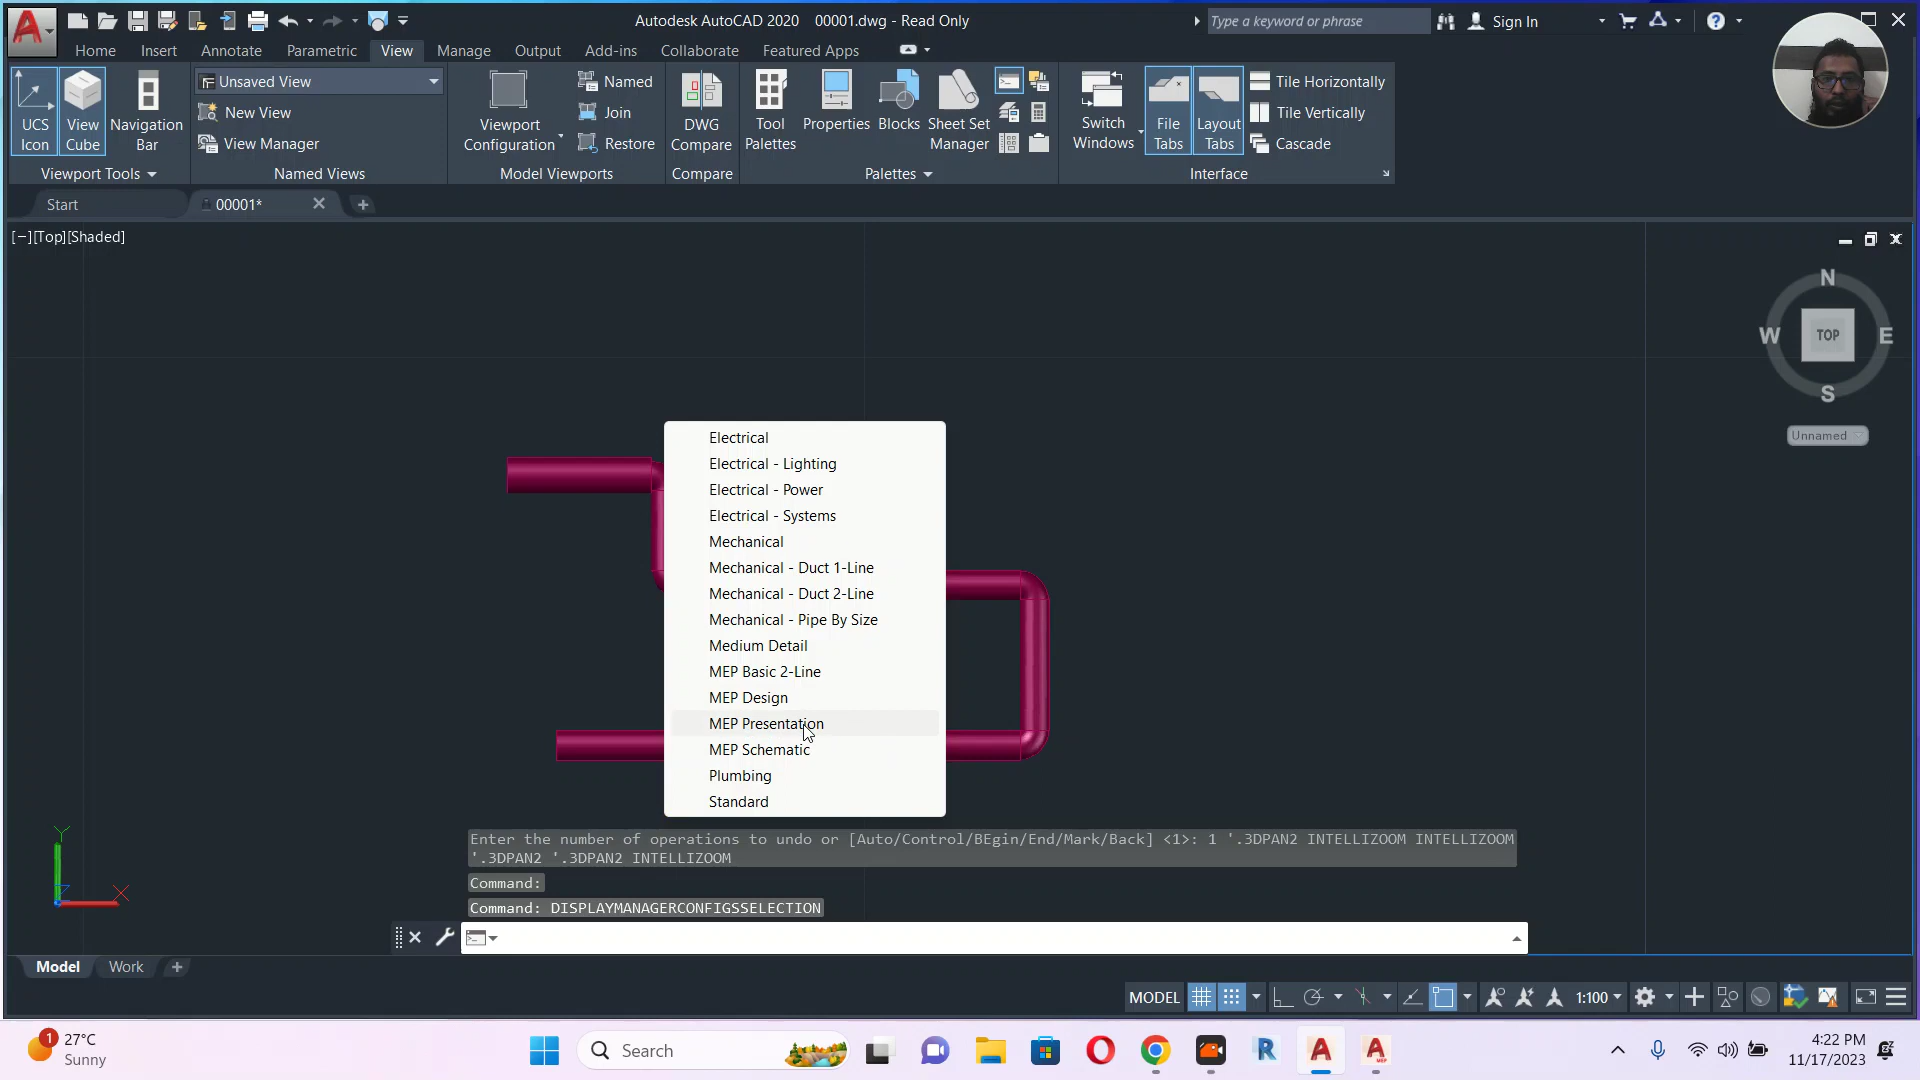 Autodesk AutoCAD 2020 00001.dwg - Read Only
Type a keyword or phrase
Sign In
Home Insert Annotate Parametric View Manage Output Add-ins Collaborate Featured Apps
UCS Icon
View Cube
Navigation Bar
Unsaved View
New View
View Manager
Viewport Configuration
Named
Join
Restore
DWG Compare
Tool Palettes
Properties
Blocks
Sheet Set Manager
Switch Windows
File Tabs
Layout Tabs
Tile Horizontally
Tile Vertically
Cascade
Viewport Tools Named Views Model Viewports Compare Palettes Interface
Start 00001*
[−][Top][Shaded]
N
W TOP E
S
Unnamed
Electrical
Electrical - Lighting
Electrical - Power
Electrical - Systems
Mechanical
Mechanical - Duct 1-Line
Mechanical - Duct 2-Line
Mechanical - Pipe By Size
Medium Detail
MEP Basic 2-Line
MEP Design
MEP Presentation
MEP Schematic
Plumbing
Standard
Y
Z X
Enter the number of operations to undo or [Auto/Control/BEgin/End/Mark/Back] <1>: 1 '.3DPAN2 INTELLIZOOM INTELLIZOOM
'.3DPAN2 '.3DPAN2 INTELLIZOOM
Command:
Command: DISPLAYMANAGERCONFIGSSELECTION
Model Work
MODEL 1:100
1
27°C
Sunny
Search
4:22 PM
11/17/2023